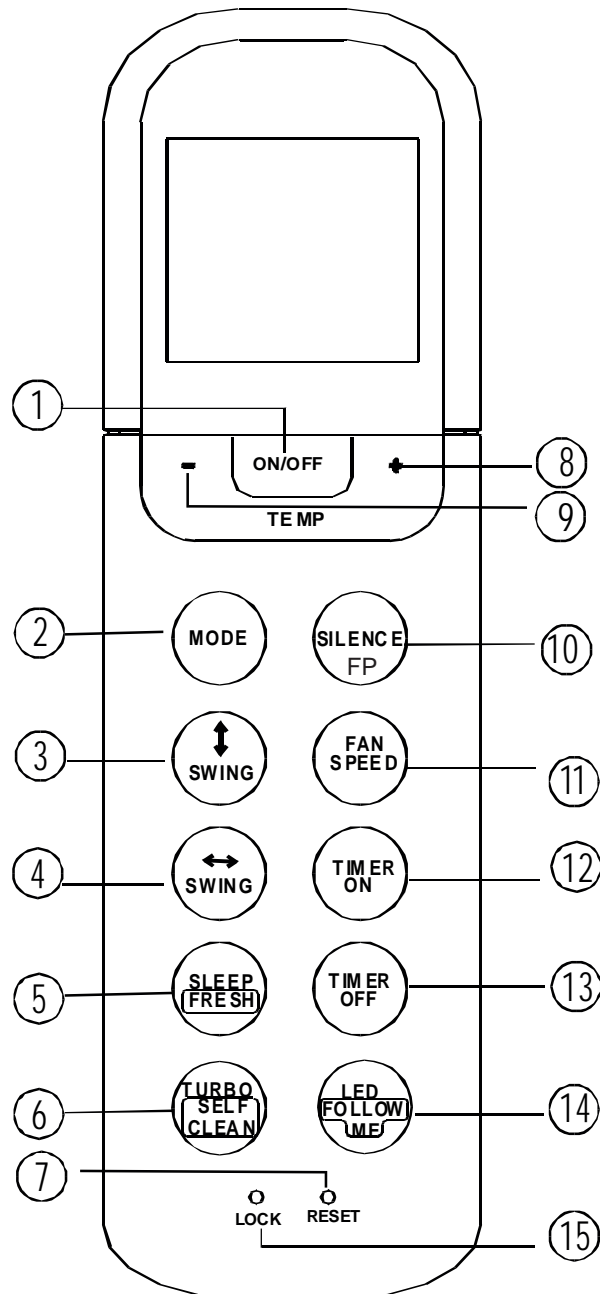 1
- ON/OFF +
8
TEMP
9
2
MODE
SILENCE
FP
10
3
SWING
FAN
SPEED
11
4
SWING
TIMER
ON
12
5
SLEEP
FRESH
TIMER
OFF
13
6
TURBO
SELF
CLEAN
LED
FOLLOW
ME
14
7
LOCK
RESET
15